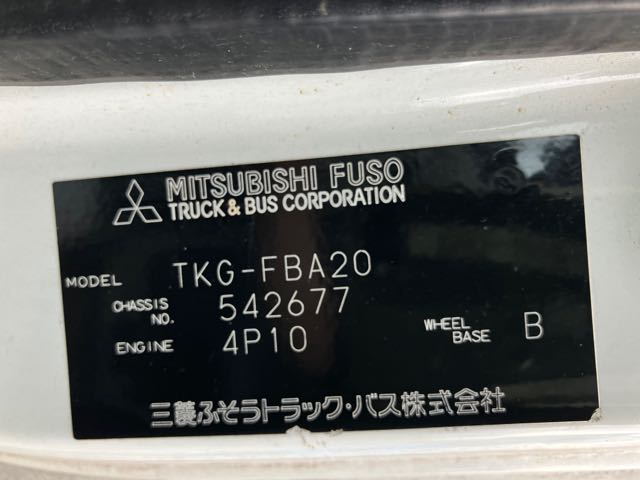 MITSUBISHI FUSO
TRUCK & BUS CORPORATION
MODEL TKG-FBA20
CHASSIS NO. 542677
ENGINE 4P10
WHEEL BASE B
三菱ふそうトラック・バス株式会社